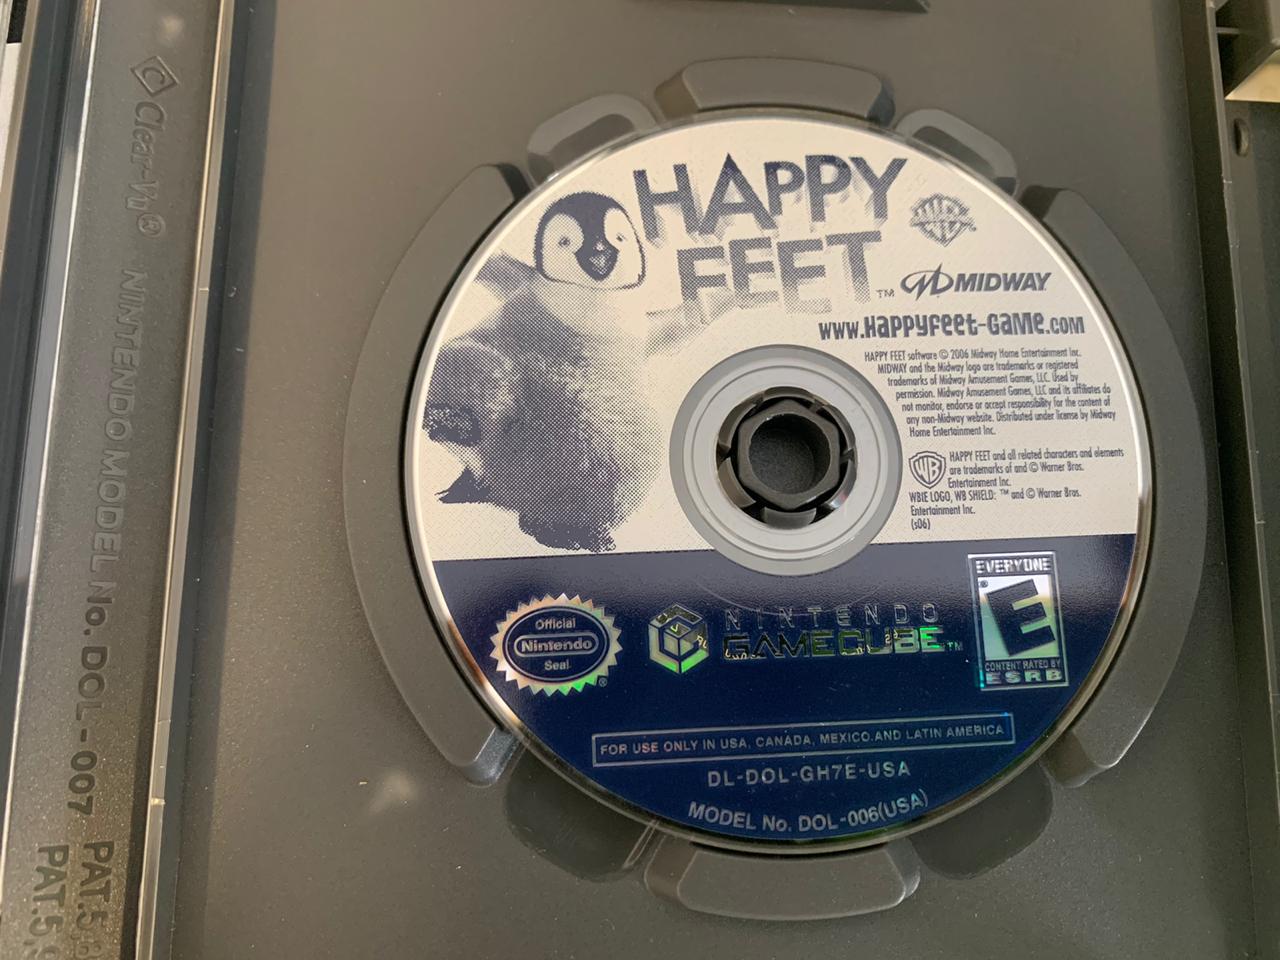 HAPPY
FEET™
MIDWAY
www.HAPPYFEET-GAME.COM
HAPPY FEET software © 2006 Midway Home Entertainment Inc.
MIDWAY and the Midway logo are trademarks or registered
trademarks of Midway Amusement Games, LLC. Used by
permission. Midway Amusement Games, LLC and its affiliates do
not monitor, endorse or accept responsibility for the content of
any non-Midway website. Distributed under license by Midway
Home Entertainment Inc.
WB
HAPPY FEET and all related characters and elements
are trademarks of and © Warner Bros.
Entertainment Inc.
WBIE LOGO, WB SHIELD: ™ and © Warner Bros.
Entertainment Inc.
(s06)
Official
Nintendo
Seal
®
NINTENDO
GAMECUBE™
EVERYONE
E
®
CONTENT RATED BY
ESRB
FOR USE ONLY IN USA, CANADA, MEXICO AND LATIN AMERICA
DL-DOL-GH7E-USA
MODEL No. DOL-006(USA)
C Clear-Vu® NINTENDO MODEL No. DOL-007 PAT.5,
PAT.5,